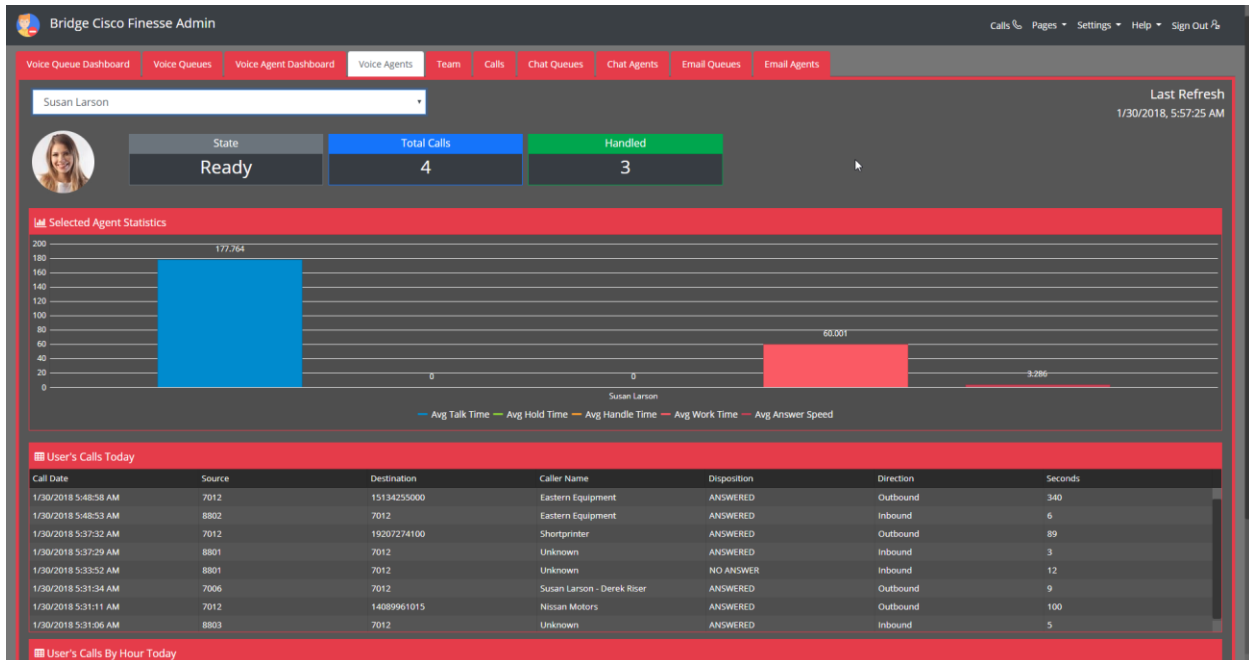 Bridge Cisco Finesse Admin
Calls Pages Settings Help Sign Out
Voice Queue Dashboard Voice Queues Voice Agent Dashboard Voice Agents Team Calls Chat Queues Chat Agents Email Queues Email Agents
Susan Larson
Last Refresh
1/30/2018, 5:57:25 AM
State Total Calls Handled
Ready 4 3
Selected Agent Statistics
200
177.764
180
160
140
120
100
80
60.001
60
40
20
0 0 3.286
0
Susan Larson
Avg Talk Time Avg Hold Time Avg Handle Time Avg Work Time Avg Answer Speed
User's Calls Today
Call Date Source Destination Caller Name Disposition Direction Seconds
1/30/2018 5:48:58 AM 7012 15134255000 Eastern Equipment ANSWERED Outbound 340
1/30/2018 5:48:53 AM 8802 7012 Eastern Equipment ANSWERED Inbound 6
1/30/2018 5:37:32 AM 7012 19207274100 Shortprinter ANSWERED Outbound 89
1/30/2018 5:37:29 AM 8801 7012 Unknown ANSWERED Inbound 3
1/30/2018 5:33:52 AM 8801 7012 Unknown NO ANSWER Inbound 12
1/30/2018 5:31:34 AM 7006 7012 Susan Larson - Derek Riser ANSWERED Outbound 9
1/30/2018 5:31:11 AM 7012 14089961015 Nissan Motors ANSWERED Outbound 100
1/30/2018 5:31:06 AM 8803 7012 Unknown ANSWERED Inbound 5
User's Calls By Hour Today